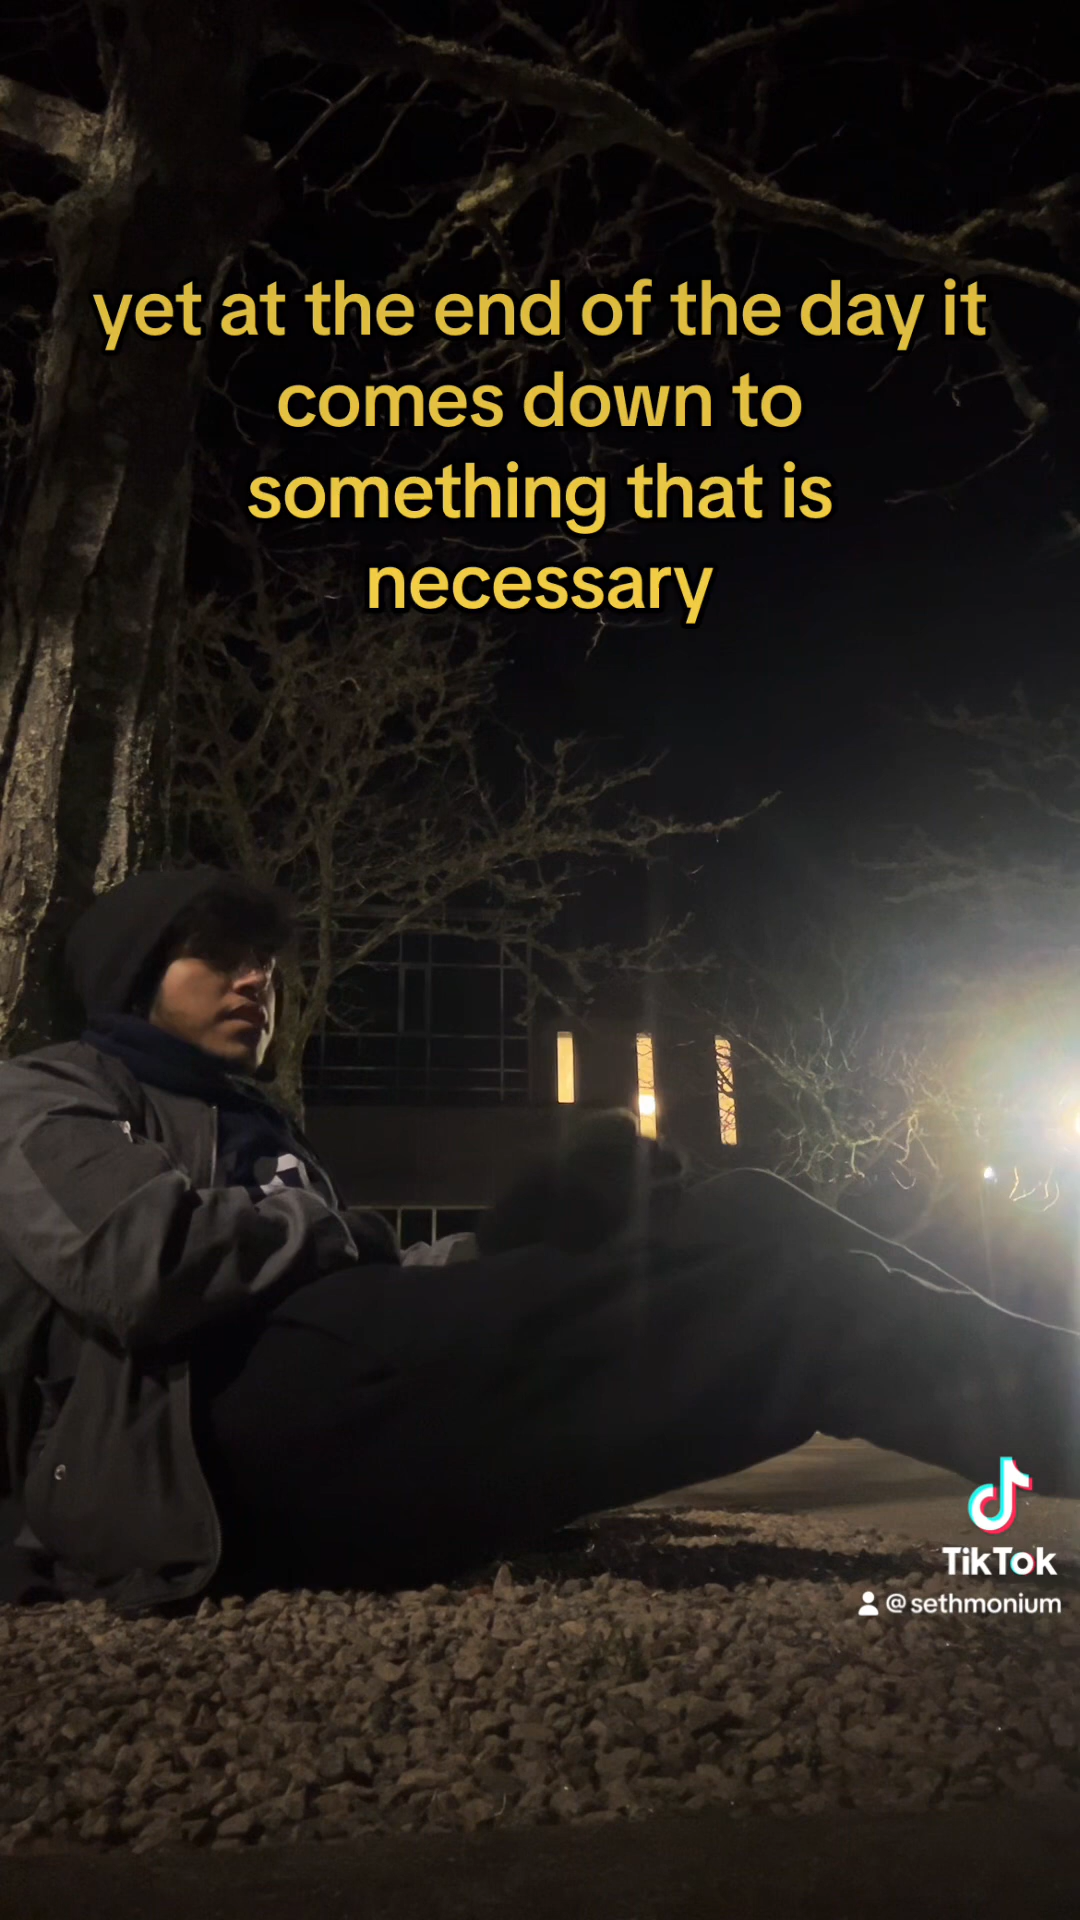 yet at the end of the day it
comes down to
something that is
necessary
TikTok
@sethmonium